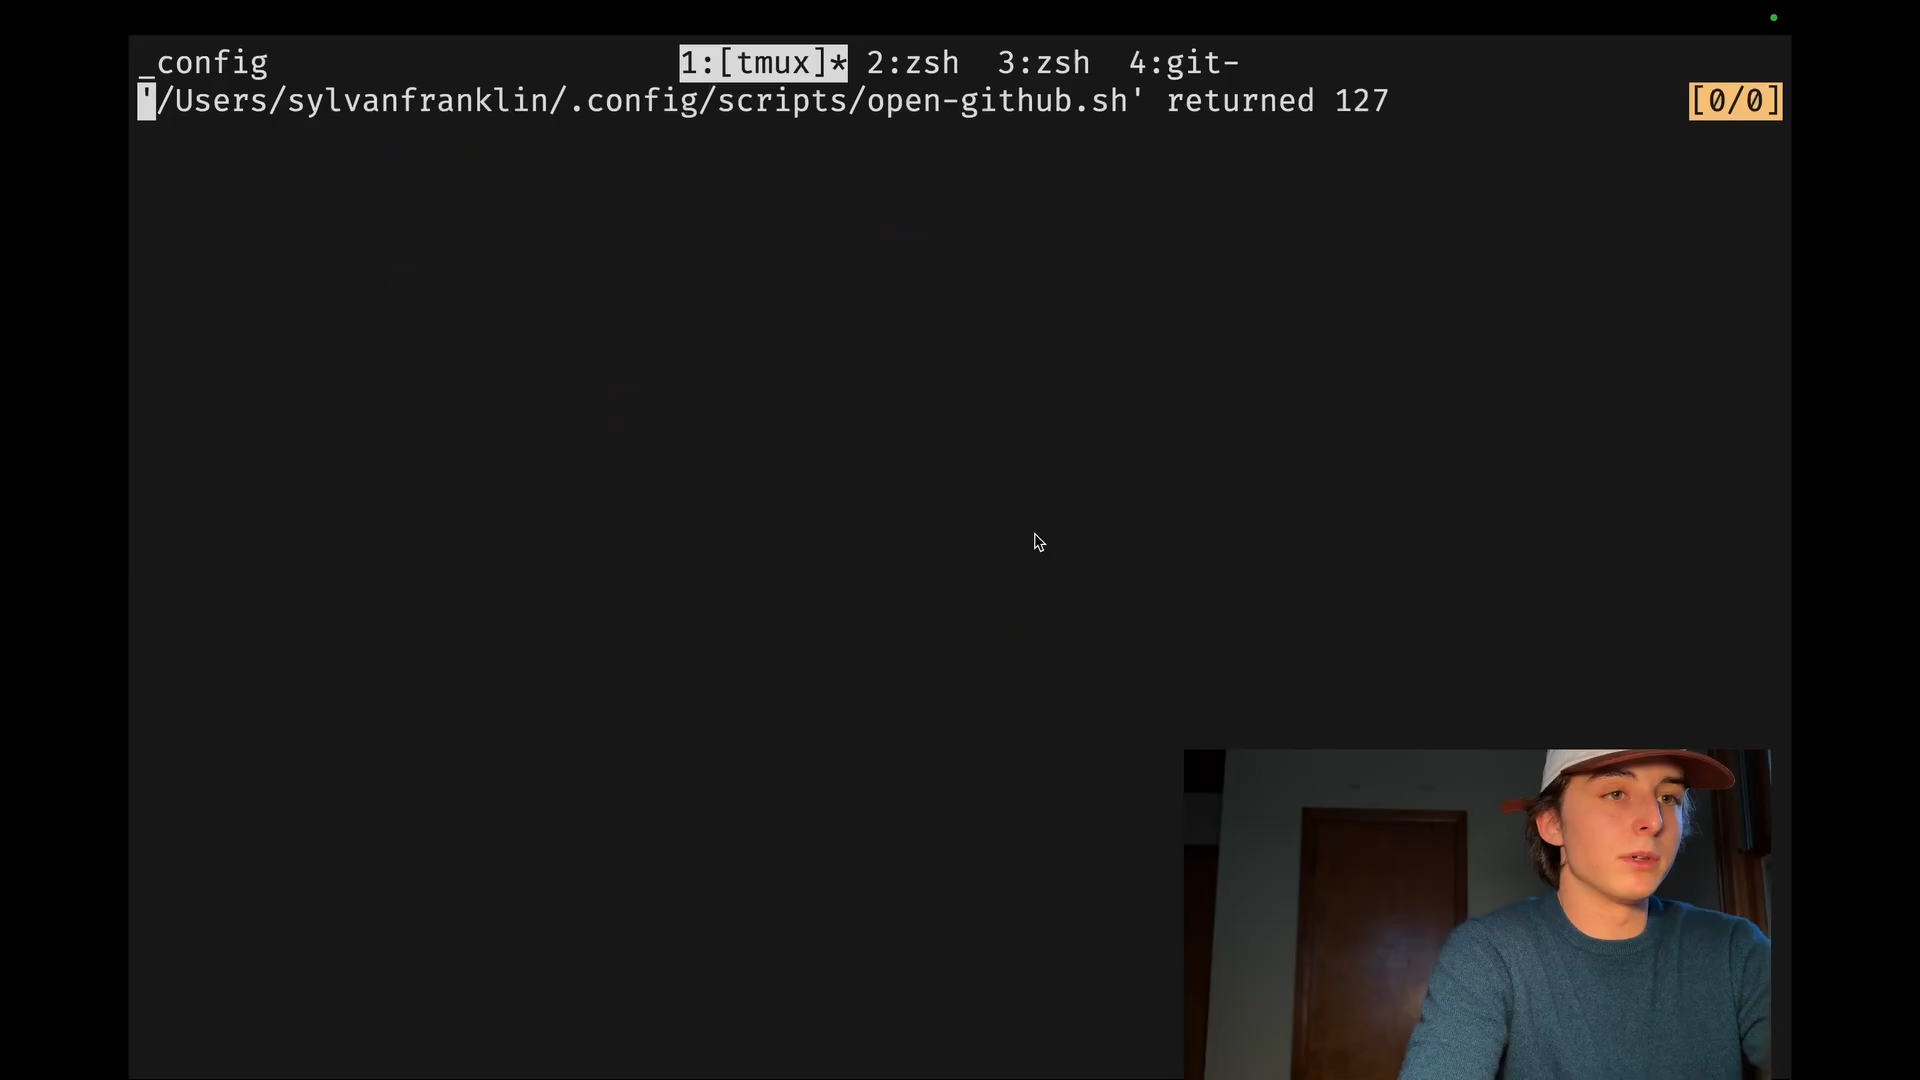 _config 1:[tmux]* 2:zsh 3:zsh 4:git-
'/Users/sylvanfranklin/.config/scripts/open-github.sh' returned 127 [0/0]